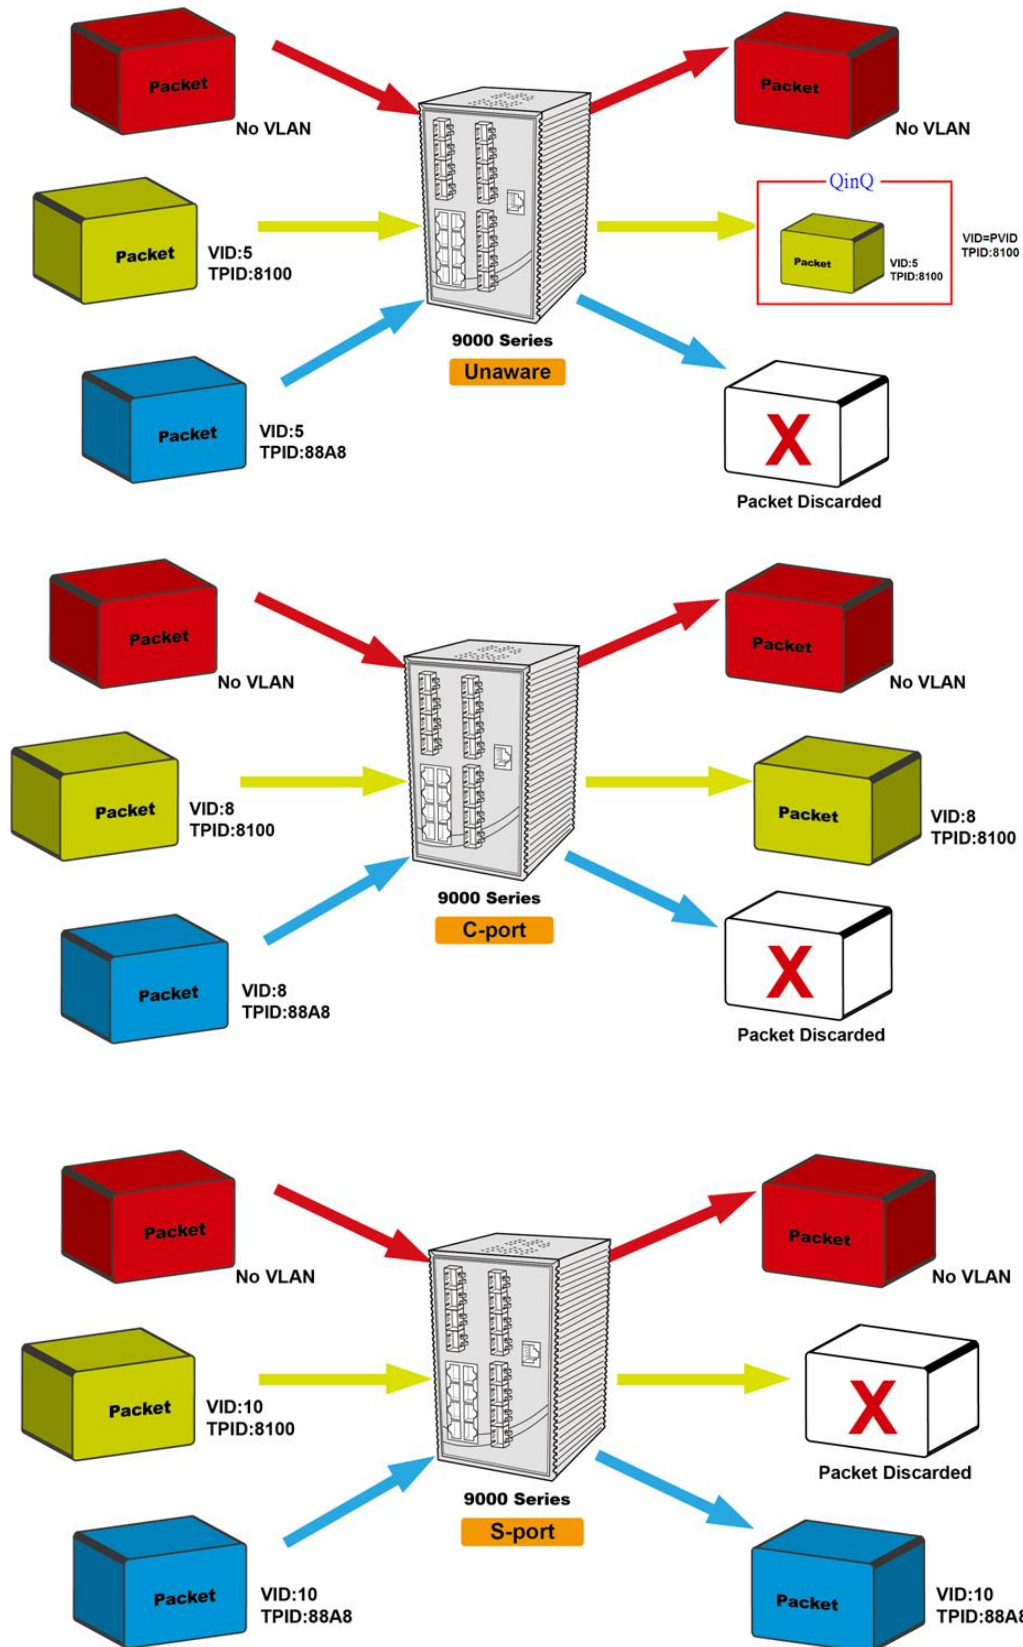 Packet
No VLAN
Packet
No VLAN
Packet
VID:5
TPID:8100
QinQ
Packet
VID:5
TPID:8100
VID=PVID
TPID:8100
9000 Series
Unaware
Packet
VID:5
TPID:88A8
X
Packet Discarded
Packet
No VLAN
Packet
No VLAN
Packet
VID:8
TPID:8100
Packet
VID:8
TPID:8100
9000 Series
C-port
Packet
VID:8
TPID:88A8
X
Packet Discarded
Packet
No VLAN
Packet
No VLAN
Packet
VID:10
TPID:8100
X
Packet Discarded
9000 Series
S-port
Packet
VID:10
TPID:88A8
Packet
VID:10
TPID:88A8